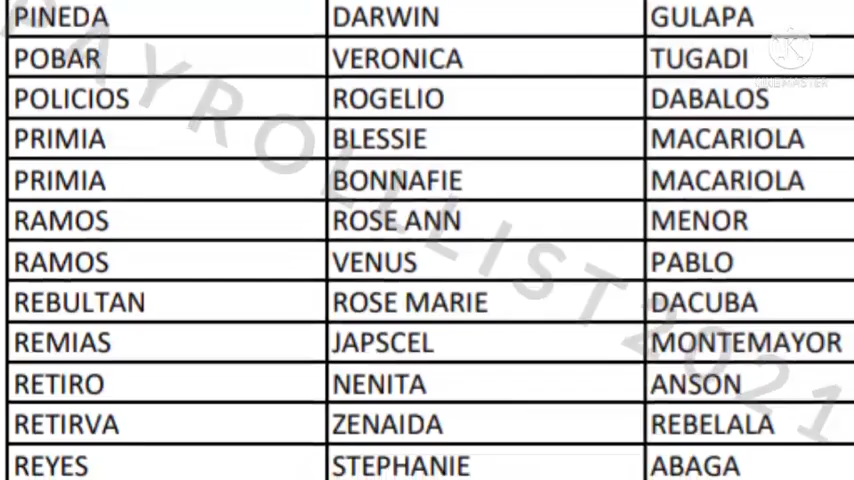 PINEDA DARWIN GULAPA
POBAR VERONICA TUGADI
POLICIOS ROGELIO DABALOS
PRIMIA BLESSIE MACARIOLA
PRIMIA BONNAFIE MACARIOLA
RAMOS ROSE ANN MENOR
RAMOS VENUS PABLO
REBULTAN ROSE MARIE DACUBA
REMIAS JAPSCEL MONTEMAYOR
RETIRO NENITA ANSON
RETIRVA ZENAIDA REBELALA
REYES STEPHANIE ABAGA
PAYROLLLIST2021
KINEMASTER